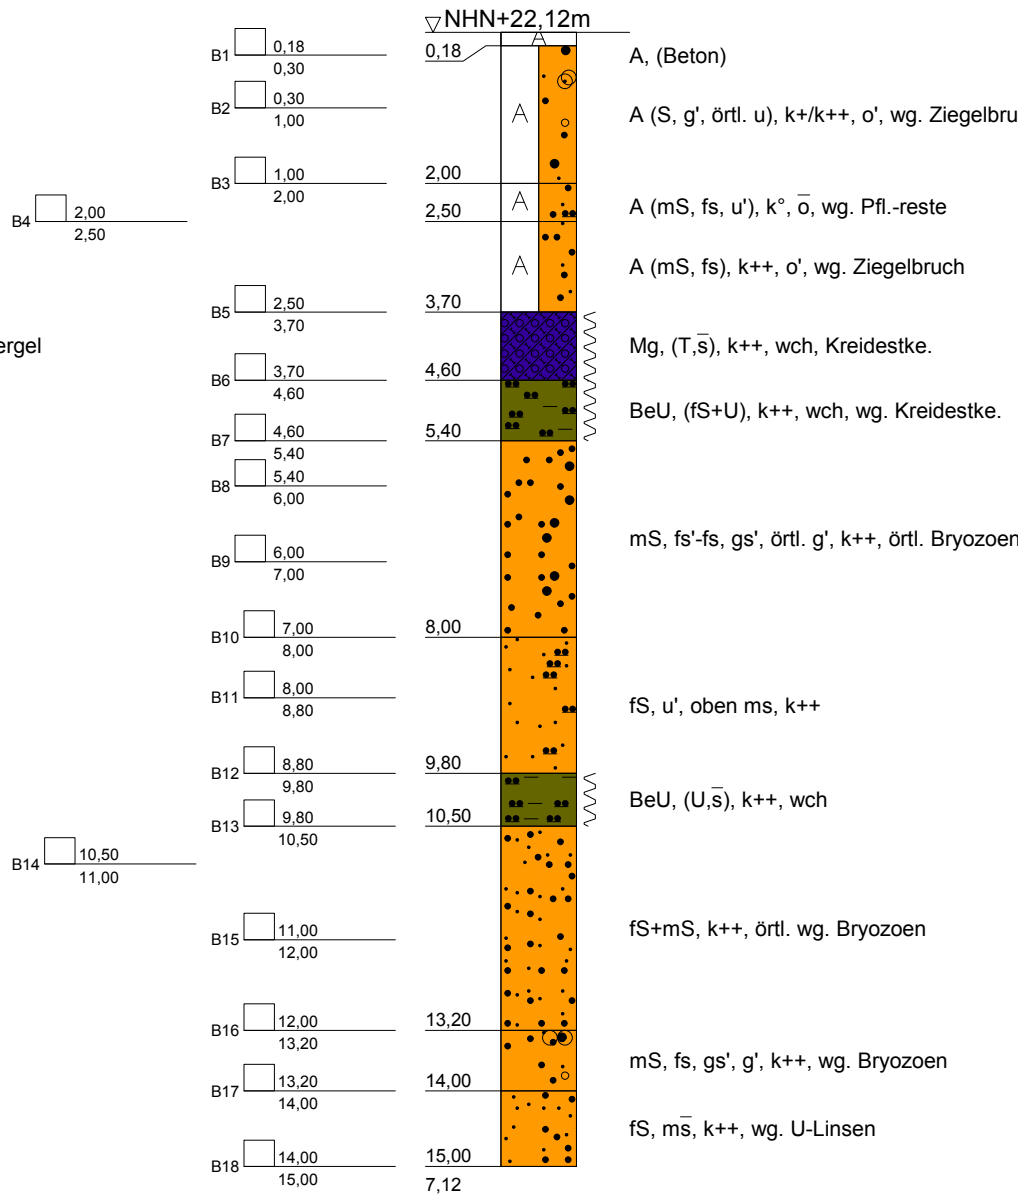 NHN+22,12m
A
B1 0,18
0,30
0,18
A, (Beton)
B2 0,30
1,00
A
A (S, g', örtl. u), k+/k++, o', wg. Ziegelbru
B3 1,00
2,00
2,00
B4 2,00
2,50
A
A (mS, fs, u'), k°, o̅, wg. Pfl.-reste
2,50
A
A (mS, fs), k++, o', wg. Ziegelbruch
B5 2,50
3,70
3,70
ergel
Mg, (T,s̅), k++, wch, Kreidestke.
B6 3,70
4,60
4,60
BeU, (fS+U), k++, wch, wg. Kreidestke.
B7 4,60
5,40
5,40
B8 5,40
6,00
mS, fs'-fs, gs', örtl. g', k++, örtl. Bryozoen
B9 6,00
7,00
B10 7,00
8,00
8,00
B11 8,00
8,80
fS, u', oben ms, k++
B12 8,80
9,80
9,80
BeU, (U,s̅), k++, wch
B13 9,80
10,50
10,50
B14 10,50
11,00
B15 11,00
12,00
fS+mS, k++, örtl. wg. Bryozoen
B16 12,00
13,20
13,20
mS, fs, gs', g', k++, wg. Bryozoen
B17 13,20
14,00
14,00
fS, ms̅, k++, wg. U-Linsen
B18 14,00
15,00
15,00
7,12